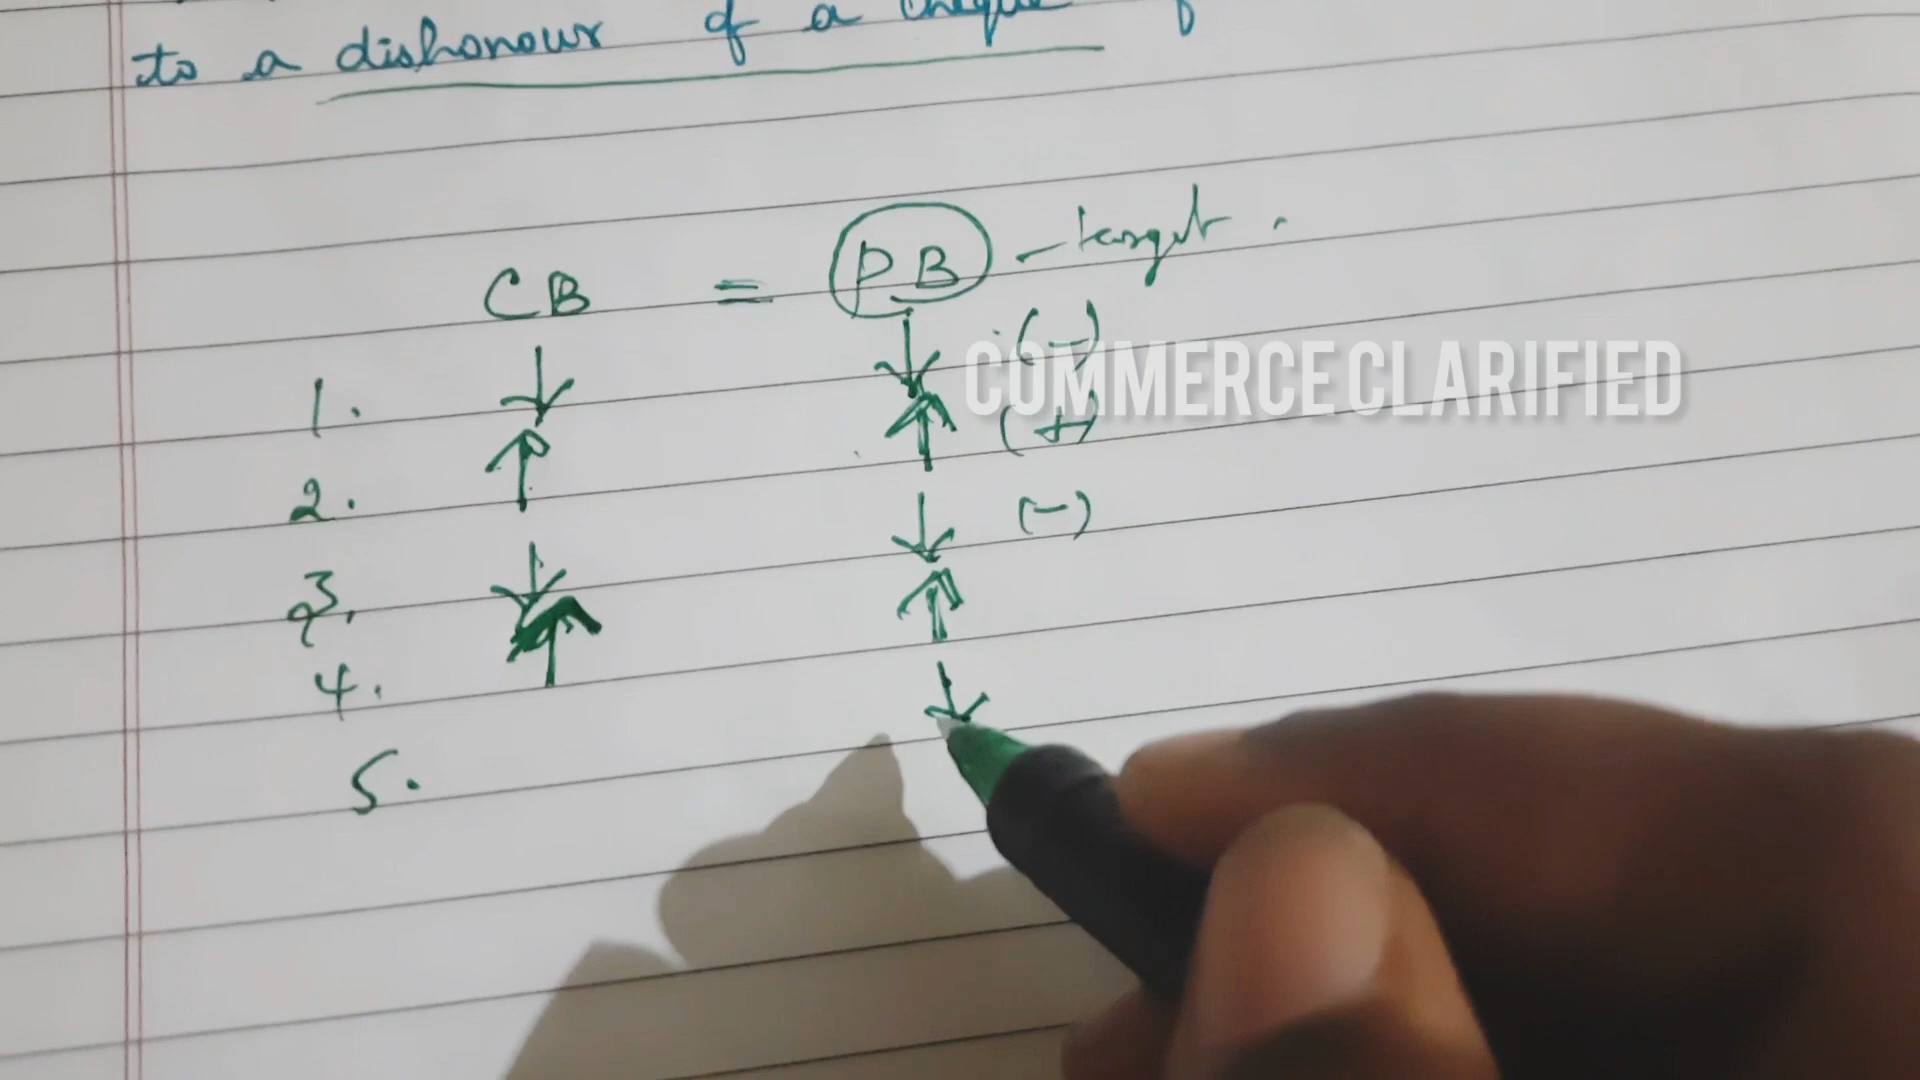 to a dishonour of a cheque
CB = PB - target.
(-)
COMMERCE CLARIFIED
1.
(+)
2.
(-)
3.
4.
5.